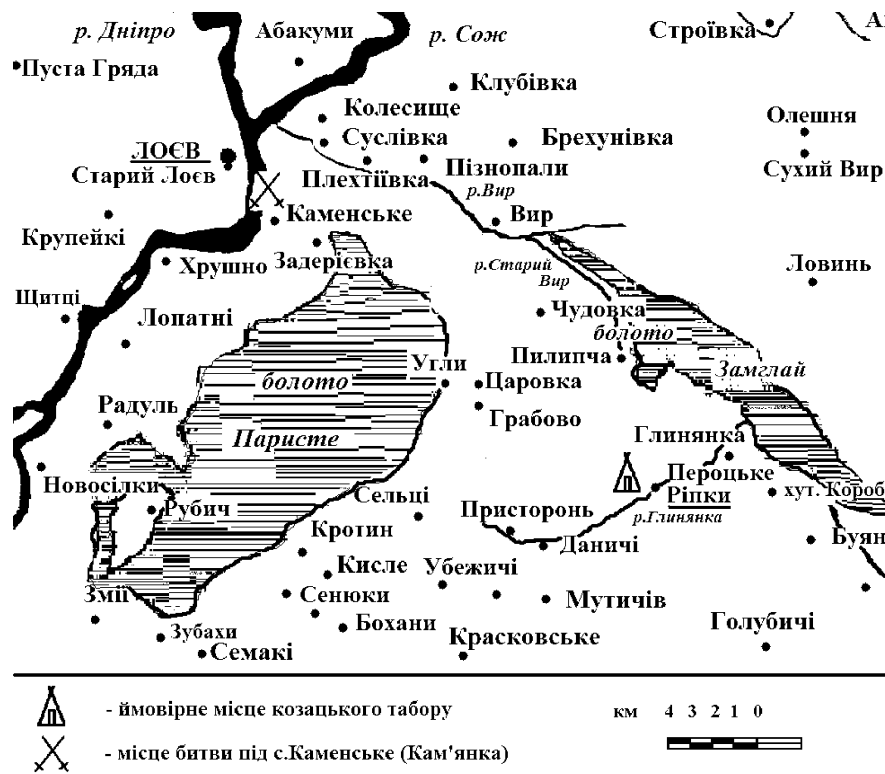 р. Дніпро
Абакуми
р. Сож
Строївка
Пуста Гряда
Клубівка
Колесище
Олешня
ЛОЄВ
Суслівка
Брехунівка
Старий Лоєв
Плехтіївка
Пізнопали
Сухий Вир
р.Вир
Каменське
Вир
Крупейкі
Хрушно
Задерієвка
р.Старий
Вир
Ловинь
Щитці
Лопатні
Чудовка
болото
Угли
Пилипча
Замглай
болото
Царовка
Радуль
Паристе
Грабово
Глинянка
Новосілки
Рубич
Сельці
Пероцьке
Ріпки
хут. Короб
Присторонь
р.Глинянка
Кротин
Даничі
Буян
Кисле
Убежичі
Змії
Сенюки
Мутичів
Зубахи
Бохани
Голубичі
Семакі
Красковське
- ймовірне місце козацького табору
км 4 3 2 1 0
- місце битви під с.Каменське (Кам'янка)